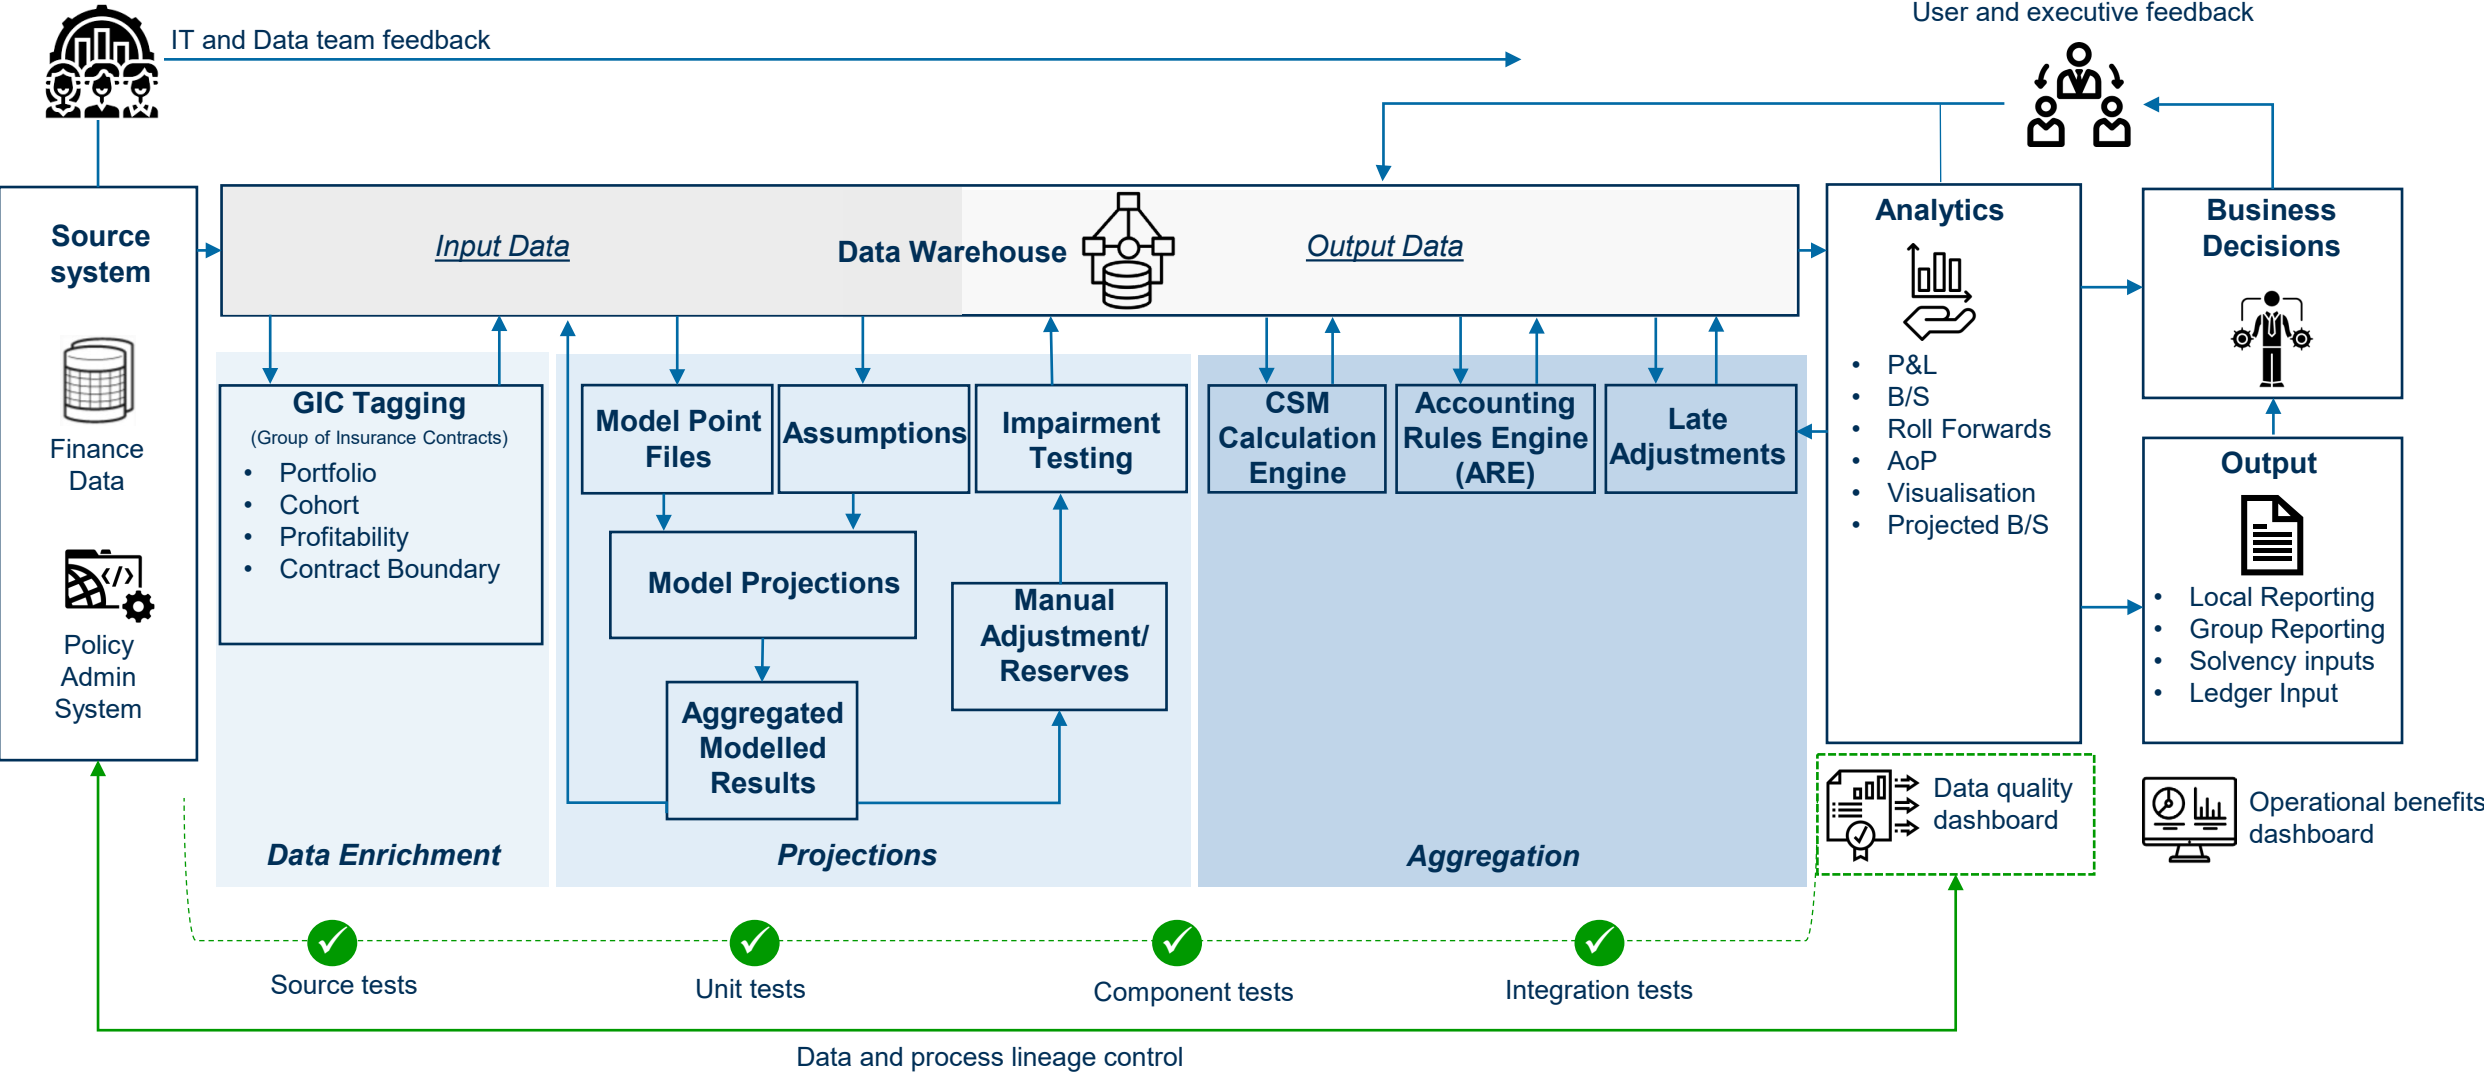 User and executive feedback
IT and Data team feedback
Source
system
Finance
Data
Policy
Admin
System
Input Data
Data Warehouse
Output Data
GIC Tagging
(Group of Insurance Contracts)
• Portfolio
• Cohort
• Profitability
• Contract Boundary
Data Enrichment
Model Point
Files
Assumptions
Impairment
Testing
Model Projections
Manual
Adjustment/
Reserves
Aggregated
Modelled
Results
Projections
CSM
Calculation
Engine
Accounting
Rules Engine
(ARE)
Late
Adjustments
Aggregation
Analytics
• P&L
• B/S
• Roll Forwards
• AoP
• Visualisation
• Projected B/S
Business
Decisions
Output
• Local Reporting
• Group Reporting
• Solvency inputs
• Ledger Input
Data quality
dashboard
Operational benefits
dashboard
Source tests
Unit tests
Component tests
Integration tests
Data and process lineage control